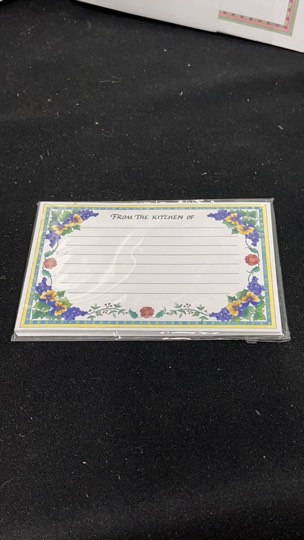 FROM THE KITCHEN OF